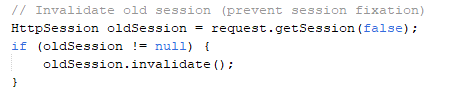 // Invalidate old session (prevent session fixation)
HttpSession oldSession = request.getSession(false);
if (oldSession != null) {
    oldSession.invalidate();
}